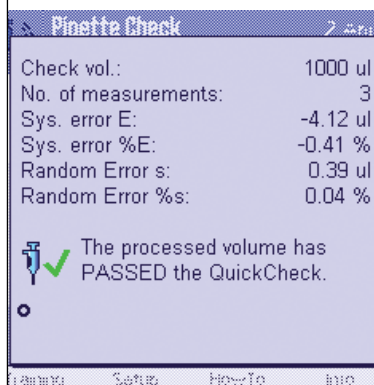 Pipette Check
Check vol.: 1000 ul
No. of measurements: 3
Sys. error E: -4.12 ul
Sys. error %E: -0.41 %
Random Error s: 0.39 ul
Random Error %s: 0.04 %
The processed volume has
PASSED the QuickCheck.
Setup HowTo Info